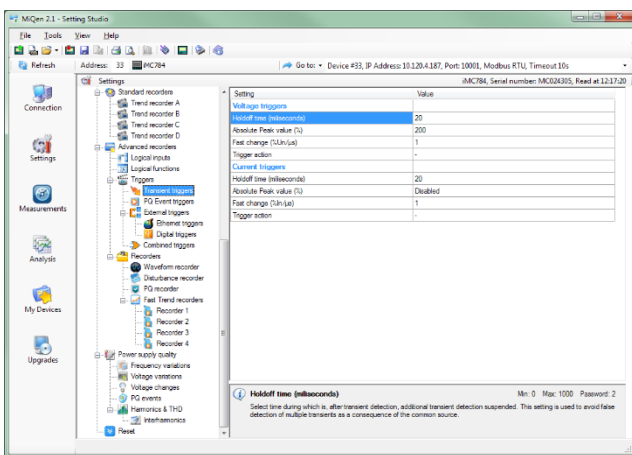 MiQen 2.1 - Setting Studio
File Tools View Help
Refresh Address: 33 iMC784 Go to: Device #33, IP Address: 10.120.4.187, Port: 10001, Modbus RTU, Timeout 10s
Settings iMC784, Serial number: MC024305, Read at 12:17:20
Connection
Settings
Measurements
Analysis
My Devices
Upgrades
Standard recorders
Trend recorder A
Trend recorder B
Trend recorder C
Trend recorder D
Advanced recorders
Logical inputs
Logical functions
Triggers
Transient triggers
PQ Event triggers
External triggers
Ethernet triggers
Digital triggers
Combined triggers
Recorders
Waveform recorder
Disturbance recorder
PQ recorder
Fast Trend recorders
Recorder 1
Recorder 2
Recorder 3
Recorder 4
Power supply quality
Frequency variations
Voltage variations
Voltage changes
PQ events
Harmonics & THD
Interharmonics
Reset
Setting Value
Voltage triggers
Holdoff time (miliseconds) 20
Absolute Peak value (%) 200
Fast change (%Un/µs) 1
Trigger action -
Current triggers
Holdoff time (miliseconds) 20
Absolute Peak value (%) Disabled
Fast change (%In/µs) 1
Trigger action -
Holdoff time (miliseconds) Min: 0 Max: 1000 Password: 2
Select time during which is, after transient detection, additional transient detection suspended. This setting is used to avoid false
detection of multiple transients as a consequence of the common source.